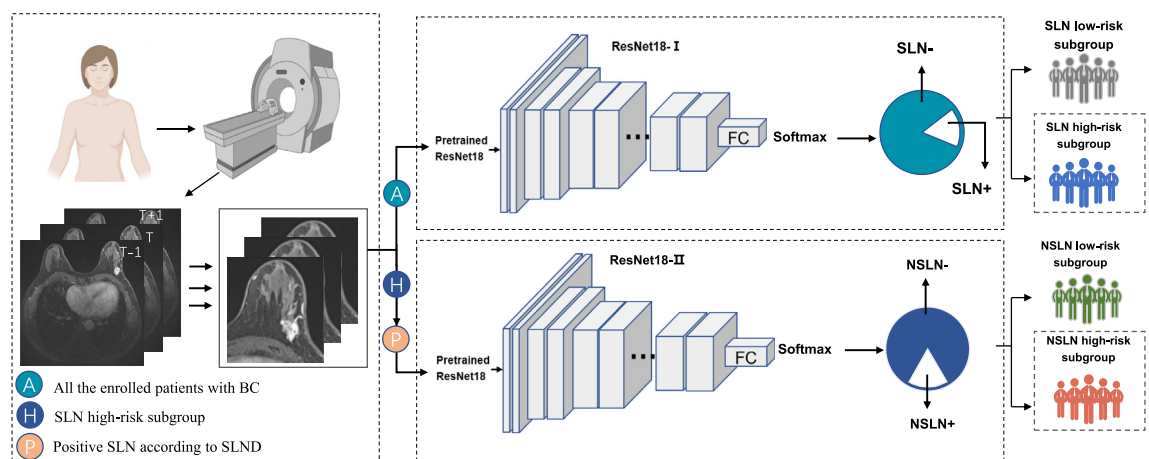 T+1
T
T-1
A All the enrolled patients with BC
H SLN high-risk subgroup
P Positive SLN according to SLND
A
H
P
ResNet18-I
Pretrained
ResNet18
...
FC
Softmax
SLN-
SLN+
SLN low-risk
subgroup
SLN high-risk
subgroup
ResNet18-II
Pretrained
ResNet18
...
FC
Softmax
NSLN-
NSLN+
NSLN low-risk
subgroup
NSLN high-risk
subgroup